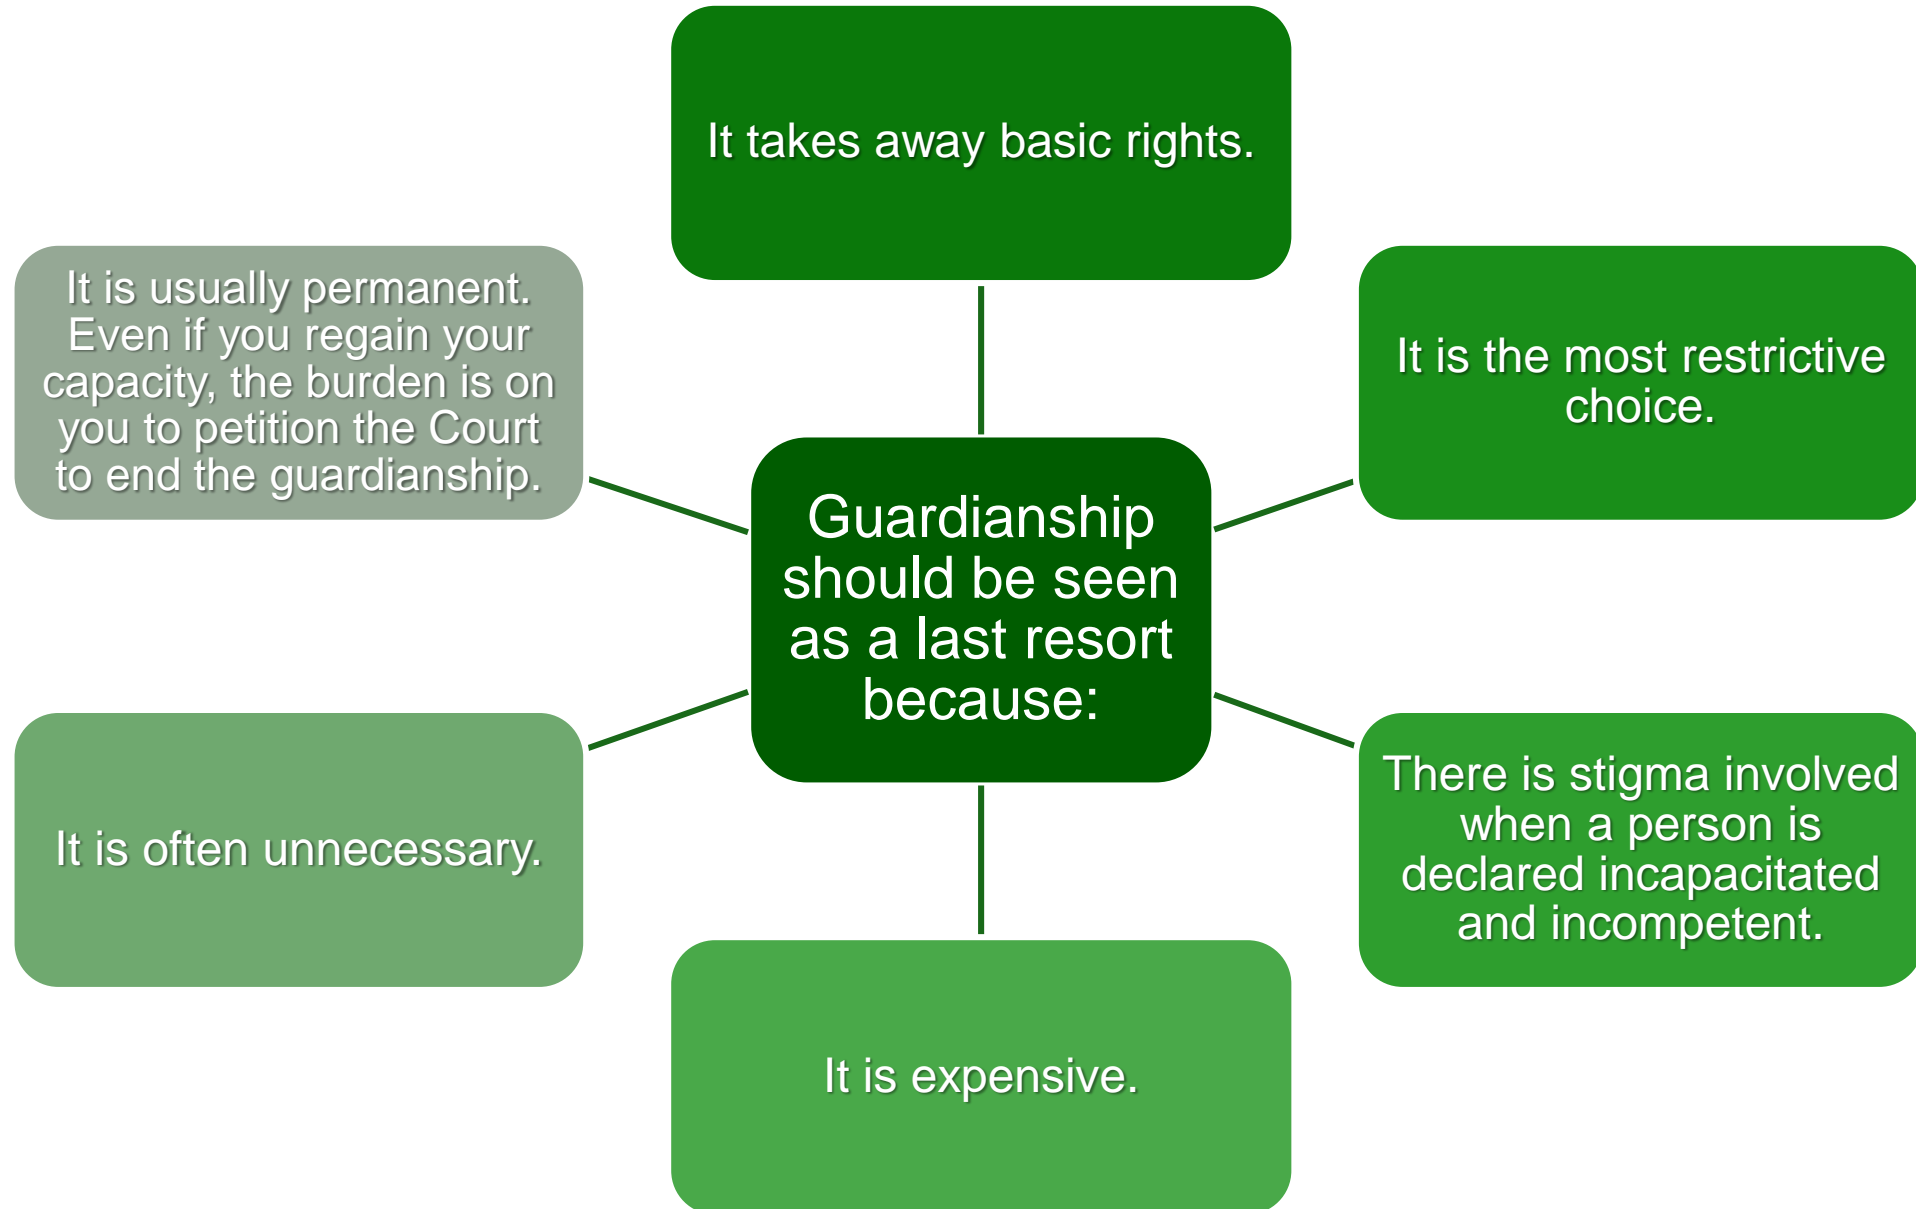 It takes away basic rights.
It is the most restrictive
choice.
There is stigma involved
when a person is
declared incapacitated
and incompetent.
It is expensive.
It is often unnecessary.
It is usually permanent.
Even if you regain your
capacity, the burden is on
you to petition the Court
to end the guardianship.
Guardianship
should be seen
as a last resort
because: